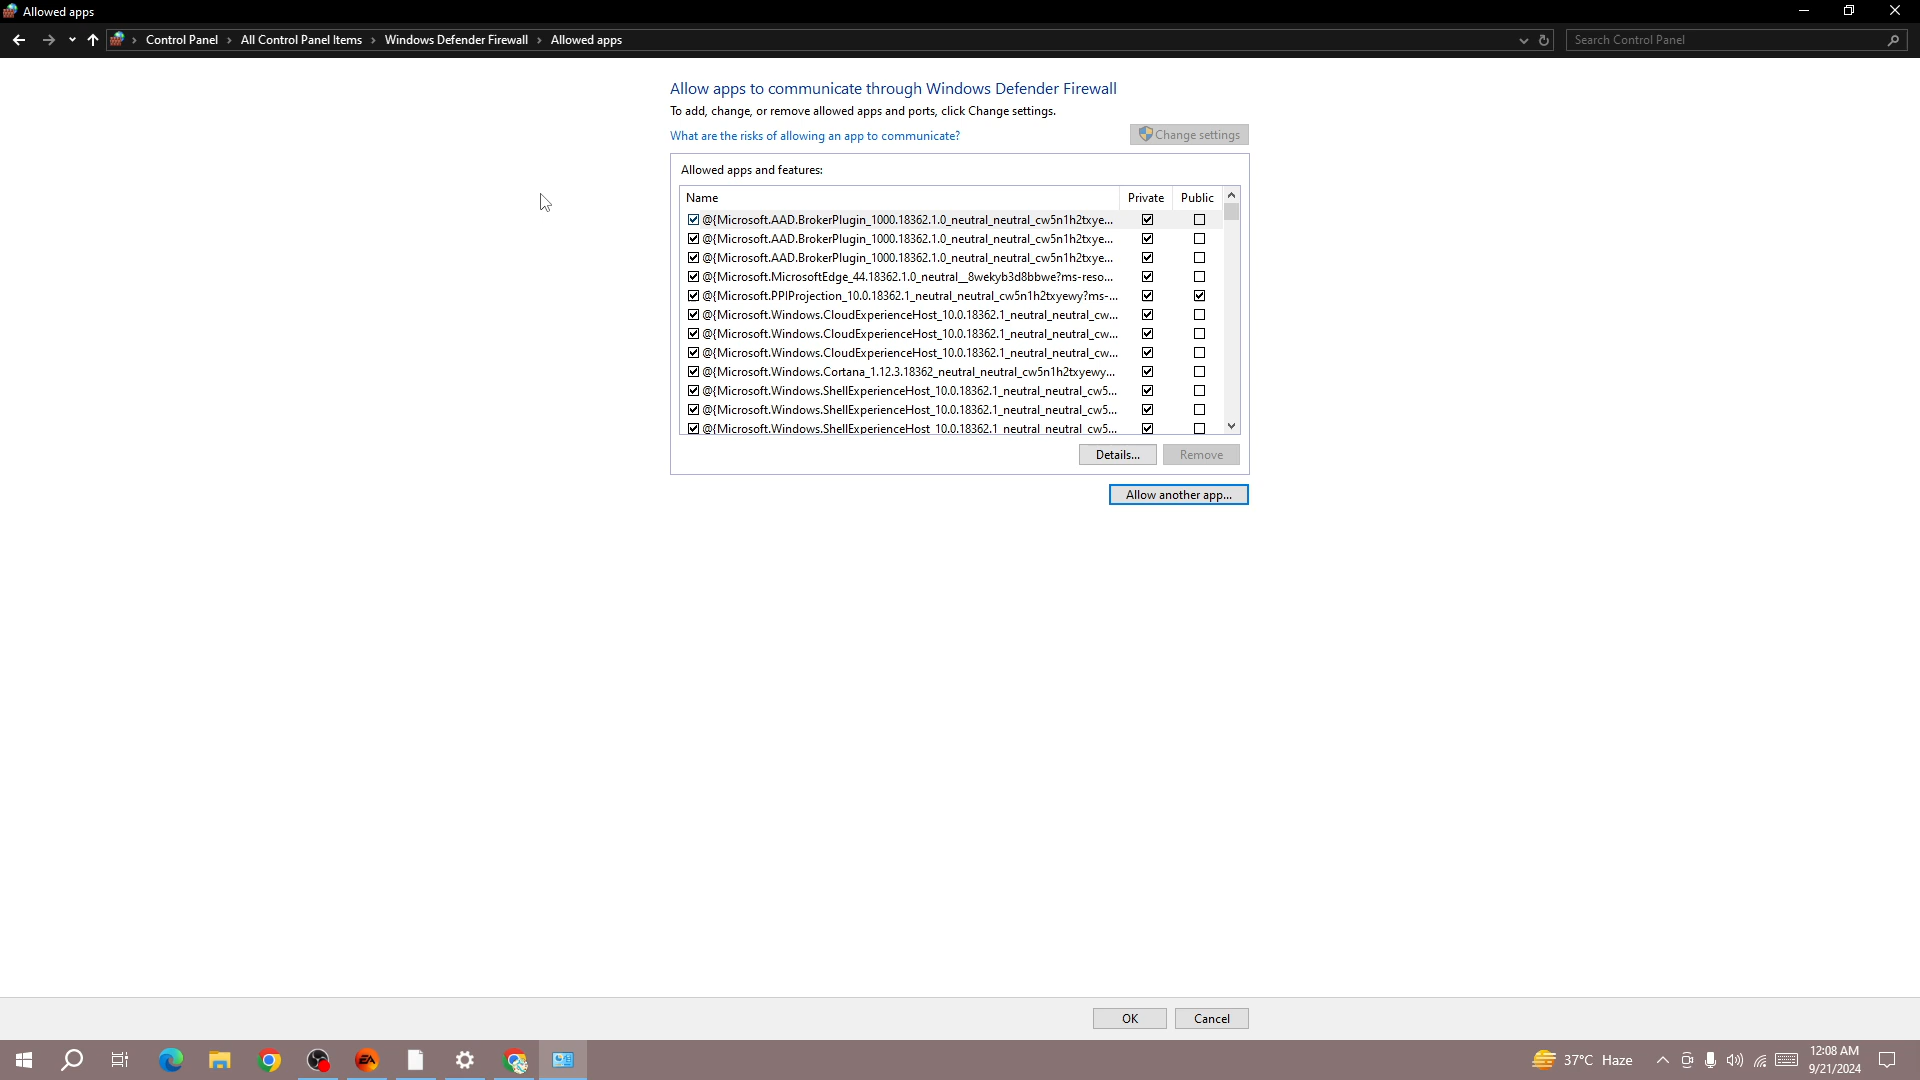 Allowed apps
Control Panel > All Control Panel Items > Windows Defender Firewall > Allowed apps
Search Control Panel
Allow apps to communicate through Windows Defender Firewall
To add, change, or remove allowed apps and ports, click Change settings.
What are the risks of allowing an app to communicate?
Change settings
Allowed apps and features:
Name Private Public
@{Microsoft.AAD.BrokerPlugin_1000.18362.1.0_neutral_neutral_cw5n1h2txye...
@{Microsoft.AAD.BrokerPlugin_1000.18362.1.0_neutral_neutral_cw5n1h2txye...
@{Microsoft.AAD.BrokerPlugin_1000.18362.1.0_neutral_neutral_cw5n1h2txye...
@{Microsoft.MicrosoftEdge_44.18362.1.0_neutral__8wekyb3d8bbwe?ms-reso...
@{Microsoft.PPIProjection_10.0.18362.1_neutral_neutral_cw5n1h2txyewy?ms-...
@{Microsoft.Windows.CloudExperienceHost_10.0.18362.1_neutral_neutral_cw...
@{Microsoft.Windows.CloudExperienceHost_10.0.18362.1_neutral_neutral_cw...
@{Microsoft.Windows.CloudExperienceHost_10.0.18362.1_neutral_neutral_cw...
@{Microsoft.Windows.Cortana_1.12.3.18362_neutral_neutral_cw5n1h2txyewy...
@{Microsoft.Windows.ShellExperienceHost_10.0.18362.1_neutral_neutral_cw5...
@{Microsoft.Windows.ShellExperienceHost_10.0.18362.1_neutral_neutral_cw5...
@{Microsoft.Windows.ShellExperienceHost_10.0.18362.1_neutral_neutral_cw5...
Details... Remove
Allow another app...
OK Cancel
EA
37°C Haze
12:08 AM
9/21/2024